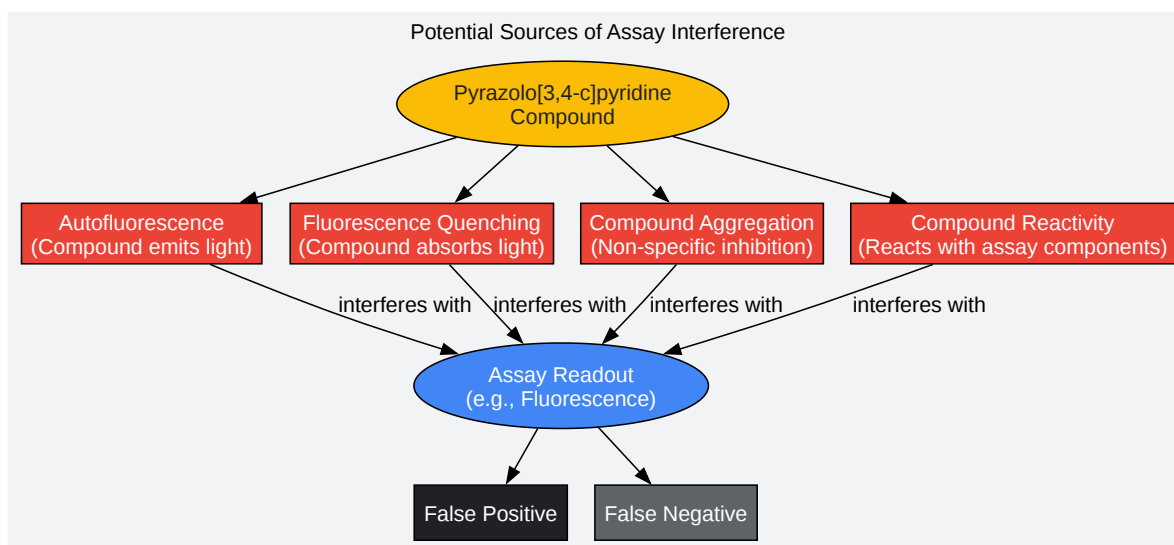 Potential Sources of Assay Interference
Pyrazolo[3,4-c]pyridine
Compound
Autofluorescence
(Compound emits light)
Fluorescence Quenching
(Compound absorbs light)
Compound Aggregation
(Non-specific inhibition)
Compound Reactivity
(Reacts with assay components)
interferes with
interferes with
interferes with
interferes with
Assay Readout
(e.g., Fluorescence)
False Positive
False Negative